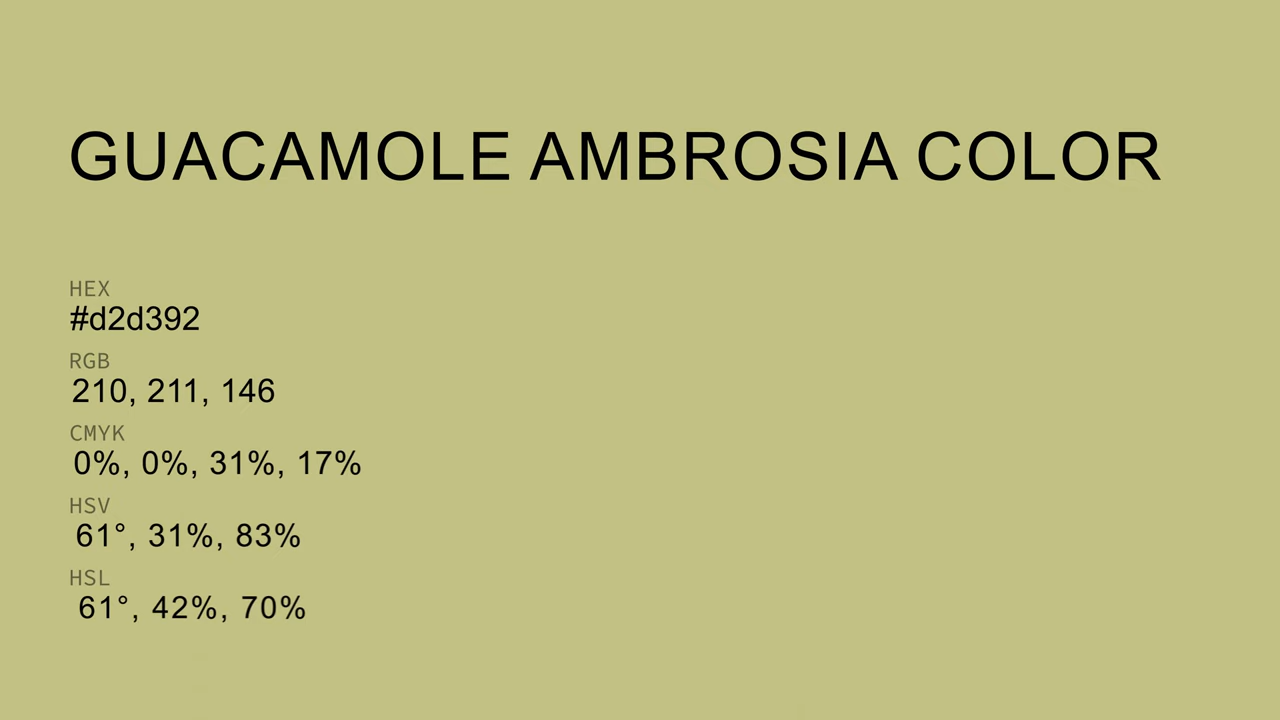 GUACAMOLE AMBROSIA COLOR
HEX
#d2d392
RGB
210, 211, 146
CMYK
0%, 0%, 31%, 17%
HSV
61°, 31%, 83%
HSL
61°, 42%, 70%